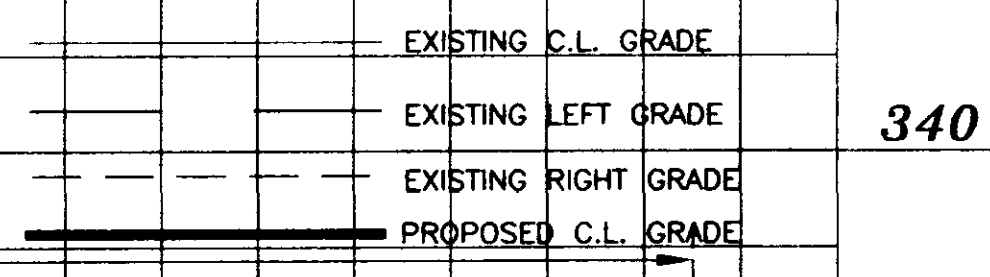 EXISTING C.L. GRADE
EXISTING LEFT GRADE
340
EXISTING RIGHT GRADE
PROPOSED C.L. GRADE